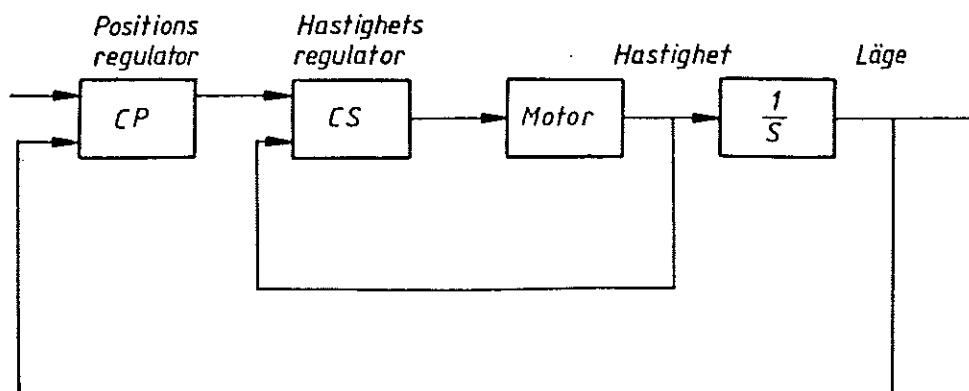 Positions
regulator
Hastighets
regulator
Hastighet
Läge
CP
CS
Motor
1
S